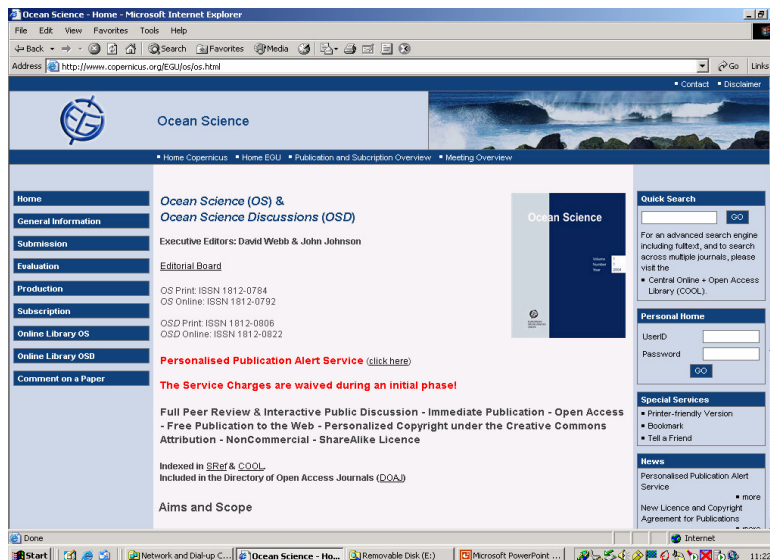 Ocean Science - Home - Microsoft Internet Explorer
File Edit View Favorites Tools Help
Back Search Favorites Media
Address http://www.copernicus.org/EGU/os/os.html Go Links
Contact Disclaimer
Ocean Science
Home Copernicus Home EGU Publication and Subcription Overview Meeting Overview
Home
General Information
Submission
Evaluation
Production
Subscription
Online Library OS
Online Library OSD
Comment on a Paper
Ocean Science (OS) &
Ocean Science Discussions (OSD)
Executive Editors: David Webb & John Johnson
Editorial Board
OS Print: ISSN 1812-0784
OS Online: ISSN 1812-0792
OSD Print: ISSN 1812-0806
OSD Online: ISSN 1812-0822
Personalised Publication Alert Service (click here)
The Service Charges are waived during an initial phase!
Full Peer Review & Interactive Public Discussion - Immediate Publication - Open Access
- Free Publication to the Web - Personalized Copyright under the Creative Commons
Attribution - NonCommercial - ShareAlike Licence
Indexed in SRef & COOL.
Included in the Directory of Open Access Journals (DOAJ)
Aims and Scope
Ocean Science
Volume
Number
Year
Quick Search
GO
For an advanced search engine
including fulltext, and to search
across multiple journals, please
visit the
Central Online + Open Access
Library (COOL).
Personal Home
UserID
Password
GO
Special Services
Printer-friendly Version
Bookmark
Tell a Friend
News
Personalised Publication Alert
Service
more
New Licence and Copyright
Agreement for Publications
more
Done Internet
Start Network and Dial-up C... Ocean Science - Ho... Removable Disk (E:) Microsoft PowerPoint ... 11:22